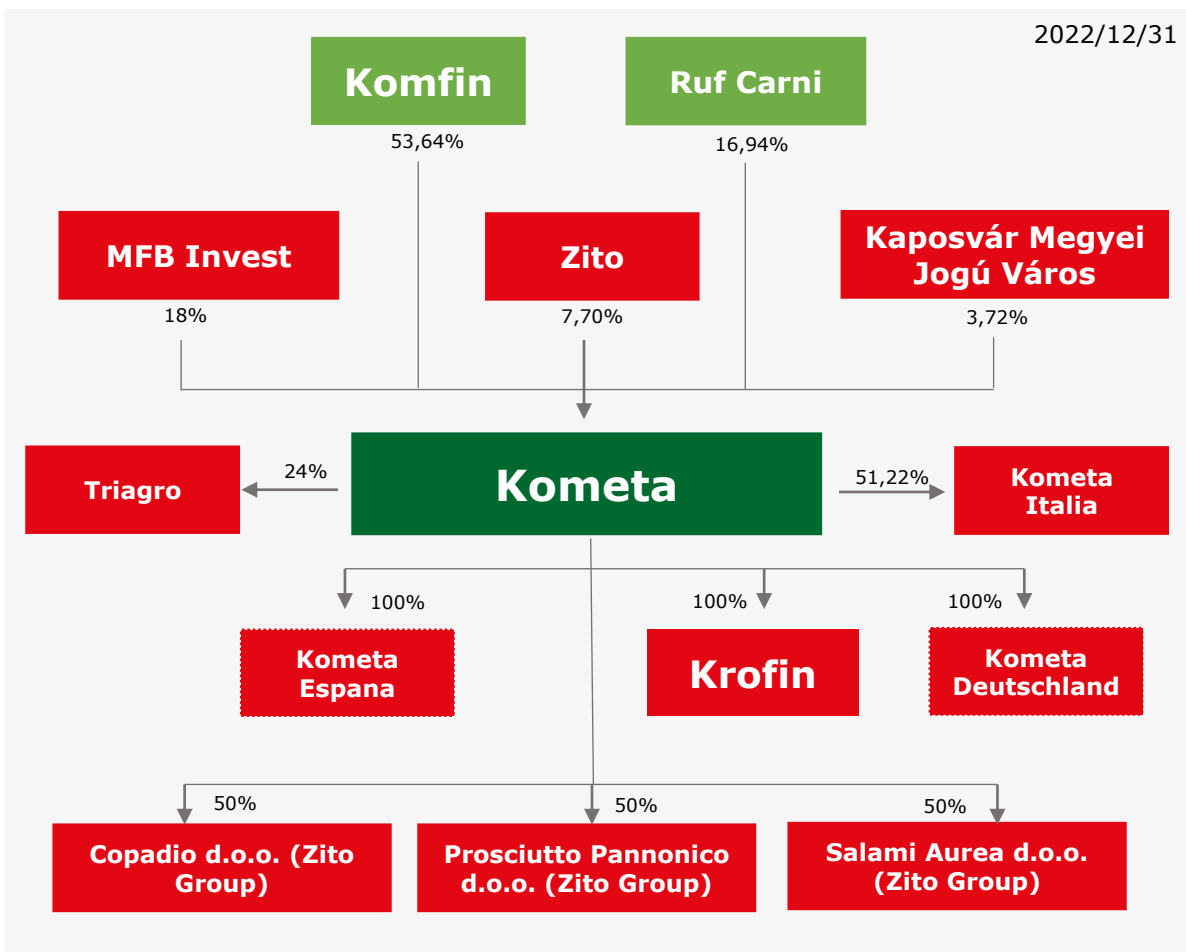 2022/12/31
Komfin
Ruf Carni
53,64%
16,94%
MFB Invest
Zito
Kaposvár Megyei
Jogú Város
18%
7,70%
3,72%
Triagro
24%
Kometa
51,22%
Kometa
Italia
100%
100%
100%
Kometa
Espana
Krofin
Kometa
Deutschland
50%
50%
50%
Copadio d.o.o. (Zito
Group)
Prosciutto Pannonico
d.o.o. (Zito Group)
Salami Aurea d.o.o.
(Zito Group)